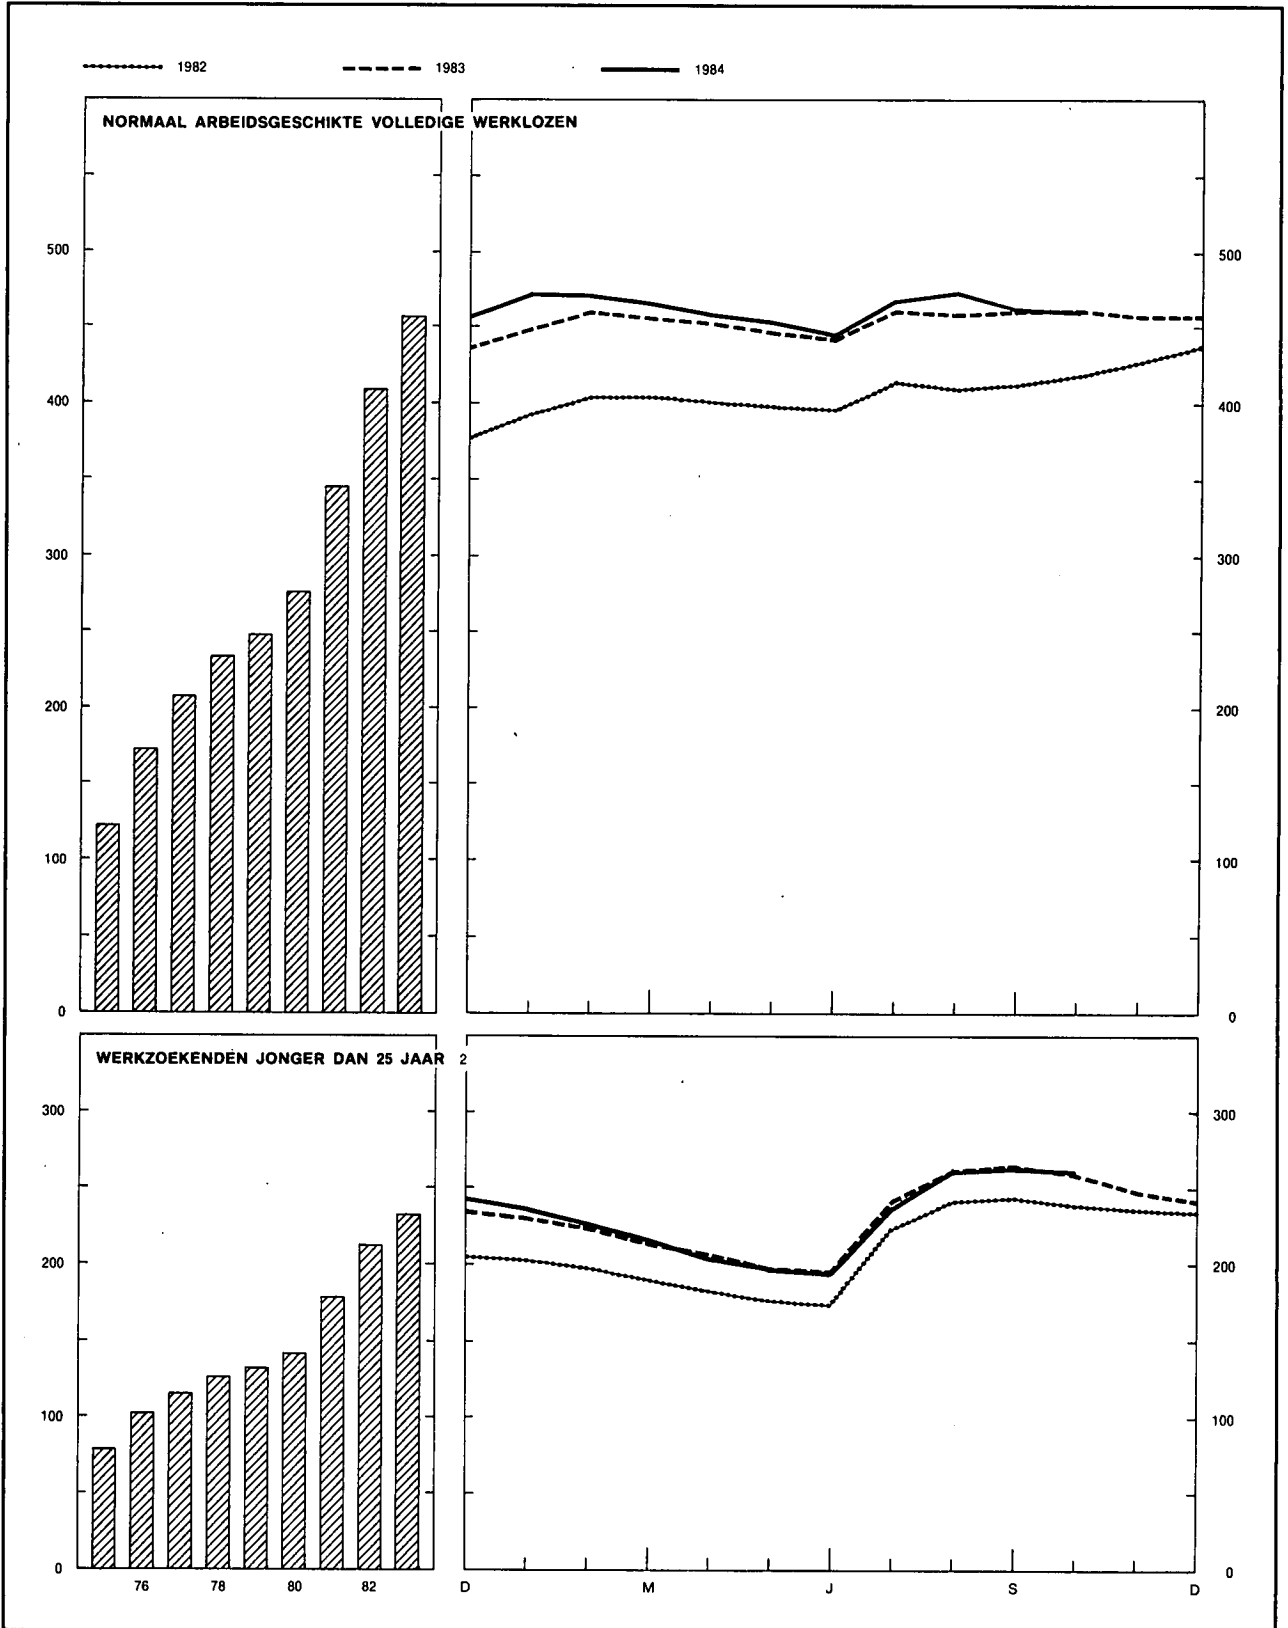 1982 1983 1984
NORMAAL ARBEIDSGESCHIKTE VOLLEDIGE WERKLOZEN
500 500
400 400
300 300
200 200
100 100
0 0
WERKZOEKENDEN JONGER DAN 25 JAAR 2
300 300
200 200
100 100
0 0
76 78 80 82 D M J S D